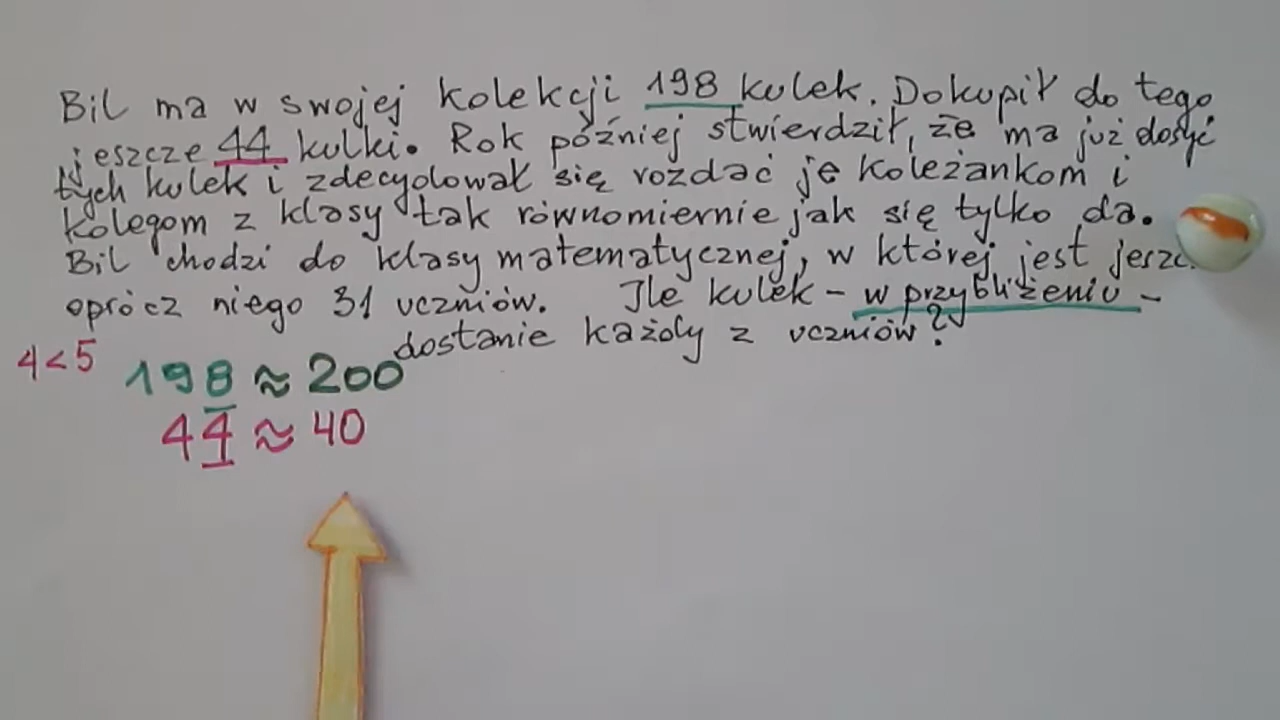 Bil ma w swojej kolekcji 198 kulek. Dokupił do tego
jeszcze 44 kulki. Rok później stwierdził, że ma już dosyć
tych kulek i zdecydował się rozdać je koleżankom i
kolegom z klasy tak równomiernie jak się tylko da.
Bil chodzi do klasy matematycznej, w której jest jeszc
oprócz niego 31 uczniów. Ile kulek - w przybliżeniu -
dostanie każdy z uczniów?
4<5
198 ≈ 200
44 ≈ 40